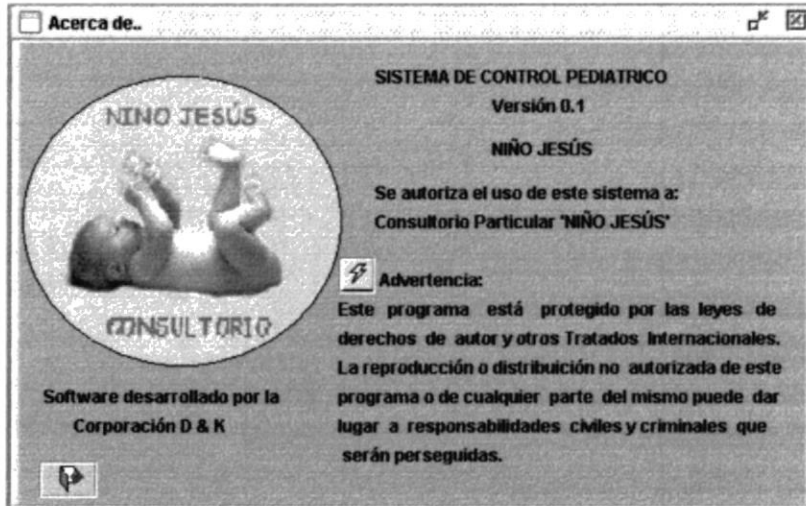 Acerca de..
NINO JESÚS
CONSULTORIO
Software desarrollado por la
Corporación D & K
SISTEMA DE CONTROL PEDIATRICO
Versión 0.1
NIÑO JESÚS
Se autoriza el uso de este sistema a:
Consultorio Particular "NIÑO JESÚS"
Advertencia:
Este programa está protegido por las leyes de
derechos de autor y otros Tratados Internacionales.
La reproducción o distribuición no autorizada de este
programa o de cualquier parte del mismo puede dar
lugar a responsabilidades civiles y criminales que
serán perseguidas.